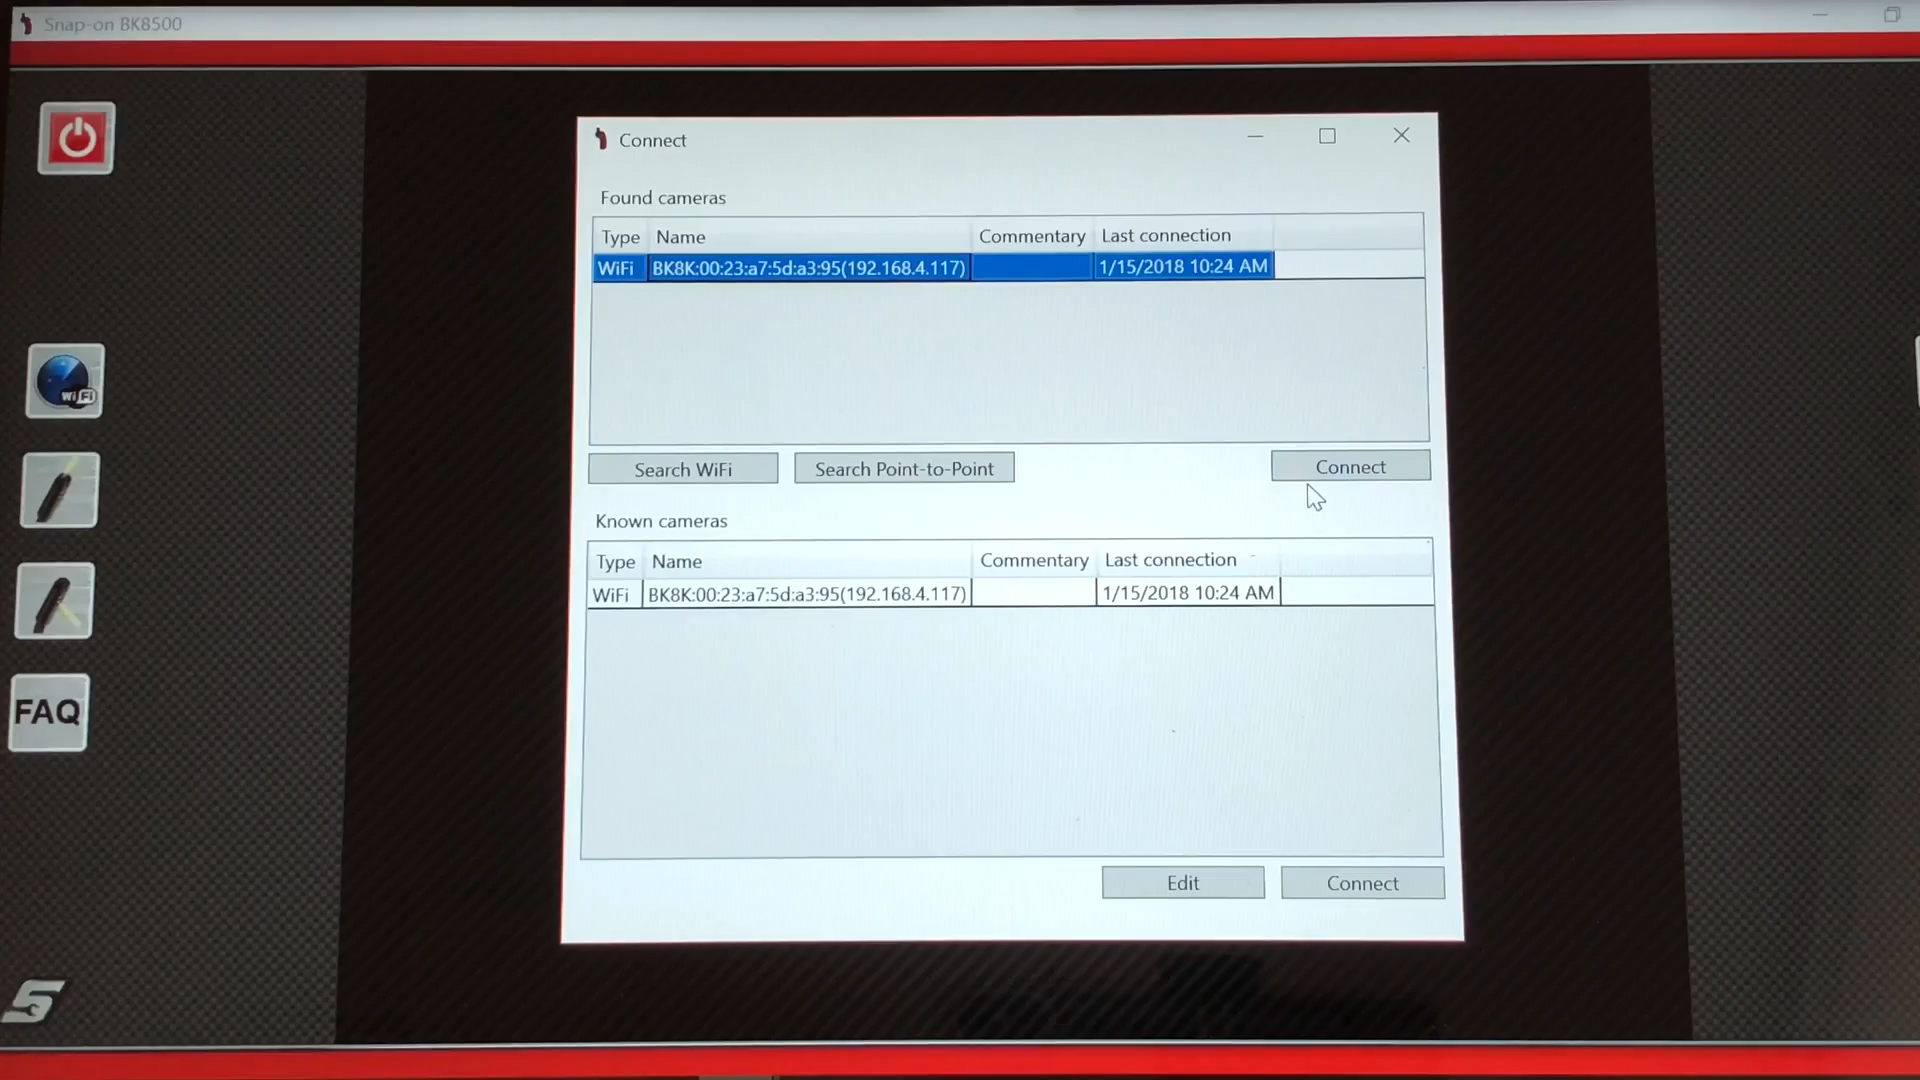 Snap-on BK8500
Connect
Found cameras
Type Name Commentary Last connection
WiFi BK8K:00:23:a7:5d:a3:95(192.168.4.117) 1/15/2018 10:24 AM
WiFi
Search WiFi Search Point-to-Point Connect
Known cameras
Type Name Commentary Last connection
WiFi BK8K:00:23:a7:5d:a3:95(192.168.4.117) 1/15/2018 10:24 AM
FAQ
Edit Connect